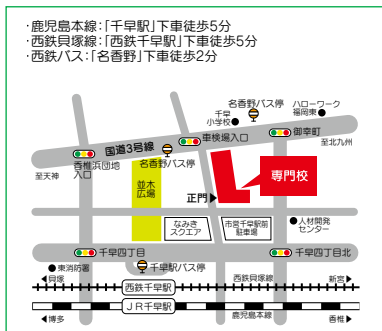 ・鹿児島本線：「千早駅」下車徒歩5分
・西鉄貝塚線：「西鉄千早駅」下車徒歩5分
・西鉄バス：「名香野」下車徒歩2分
名香野バス停
ハローワーク
福岡東
千早
小学校
車検場入口
御幸町
国道3号線
至北九州
香椎浜団地
入口
名香野バス停
至天神
並木
広場
専門校
正門▶
なみき
スクエア
市営千早駅前
駐車場
人材開発
センター
千早四丁目
千早四丁目北
東消防署
千早駅バス停
◀貝塚
西鉄貝塚線
新宮▶
西鉄千早駅
JR千早駅
◀博多
鹿児島本線
香椎▶